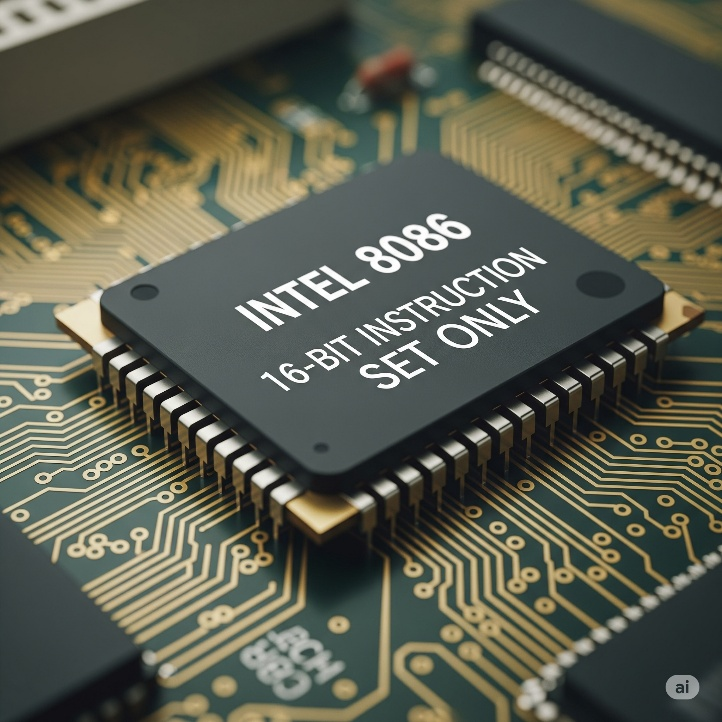 INTEL 8086
16-BIT INSTRUCTION
SET ONLY
ai